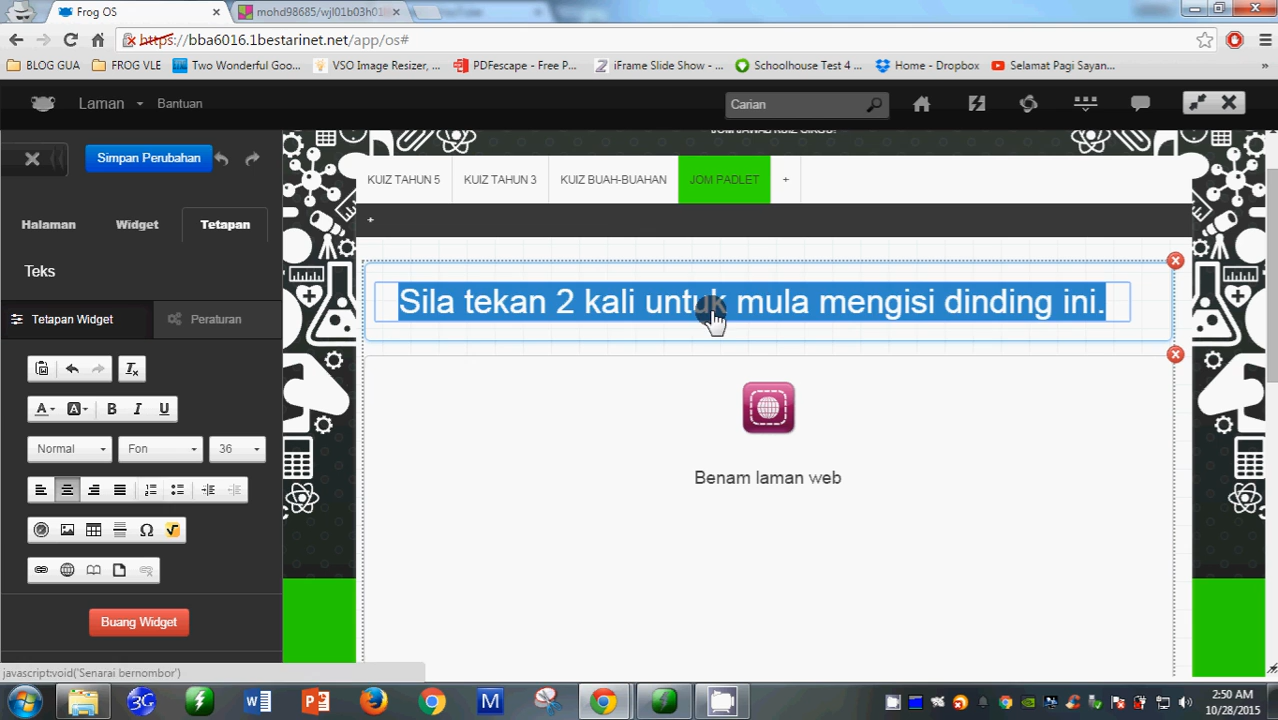 Frog OS
mohd98685/wjl01b03h01
https://bba6016.1bestarinet.net/app/os#
BLOG GUA
FROG VLE
Two Wonderful Goo...
VSO Image Resizer, ...
PDFescape - Free P...
iFrame Slide Show - ...
Schoolhouse Test 4 ...
Home - Dropbox
Selamat Pagi Sayan...
»
Laman
Bantuan
Carian
Simpan Perubahan
KUIZ TAHUN 5
KUIZ TAHUN 3
KUIZ BUAH-BUAHAN
JOM PADLET
+
+
Halaman
Widget
Tetapan
Teks
Sila tekan 2 kali untuk mula mengisi dinding ini.
Tetapan Widget
Peraturan
A
A
B
I
U
Normal
Fon
36
Benam laman web
Buang Widget
javascript:void('Senarai bernombor')
3G
W
P
M
2:50 AM
10/28/2015